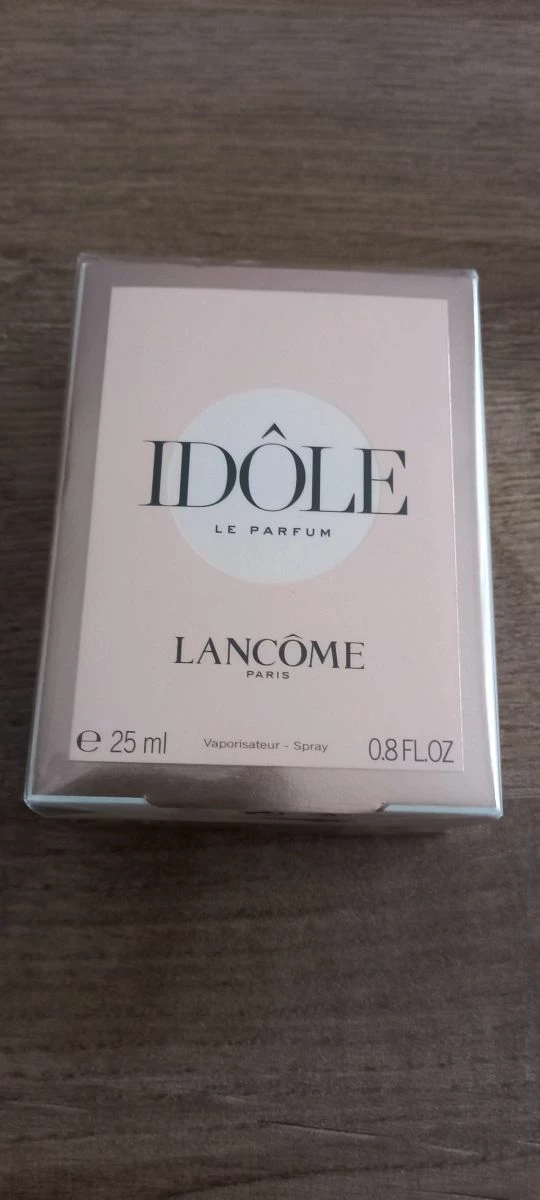 IDÔLE
LE PARFUM
LANCÔME
PARIS
℮ 25 ml Vaporisateur - Spray 0.8 FL.OZ